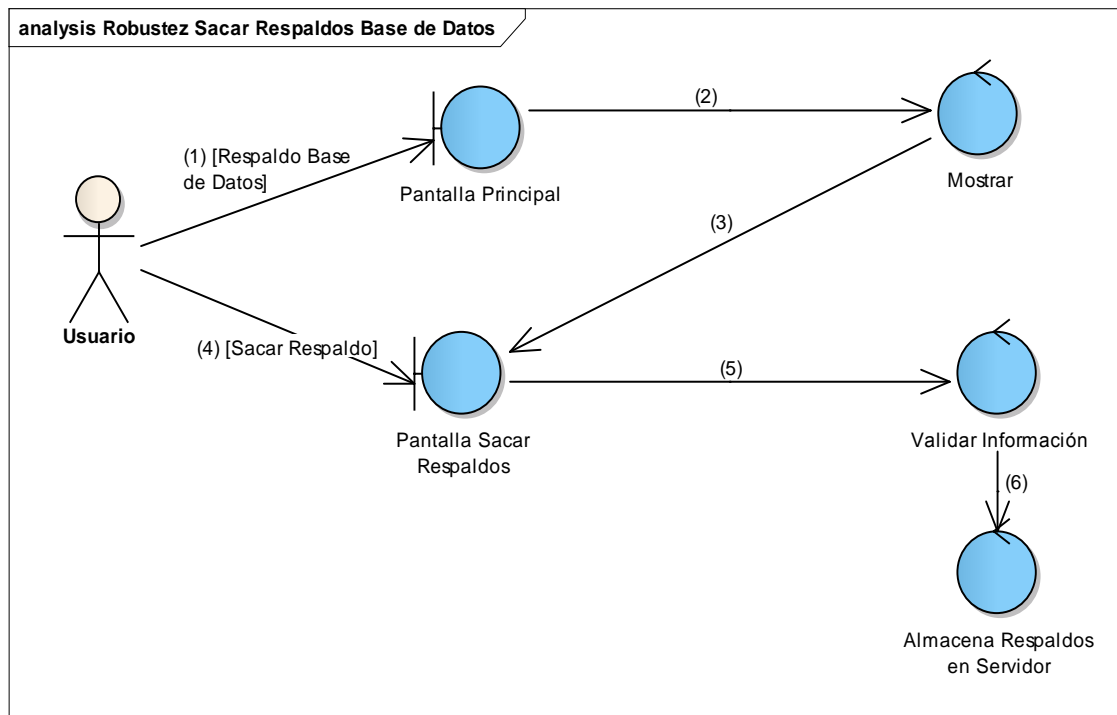 analysis Robustez Sacar Respaldos Base de Datos
(1) [Respaldo Base
de Datos]
Pantalla Principal
(2)
Mostrar
(3)
Usuario
(4) [Sacar Respaldo]
Pantalla Sacar
Respaldos
(5)
Validar Información
(6)
Almacena Respaldos
en Servidor